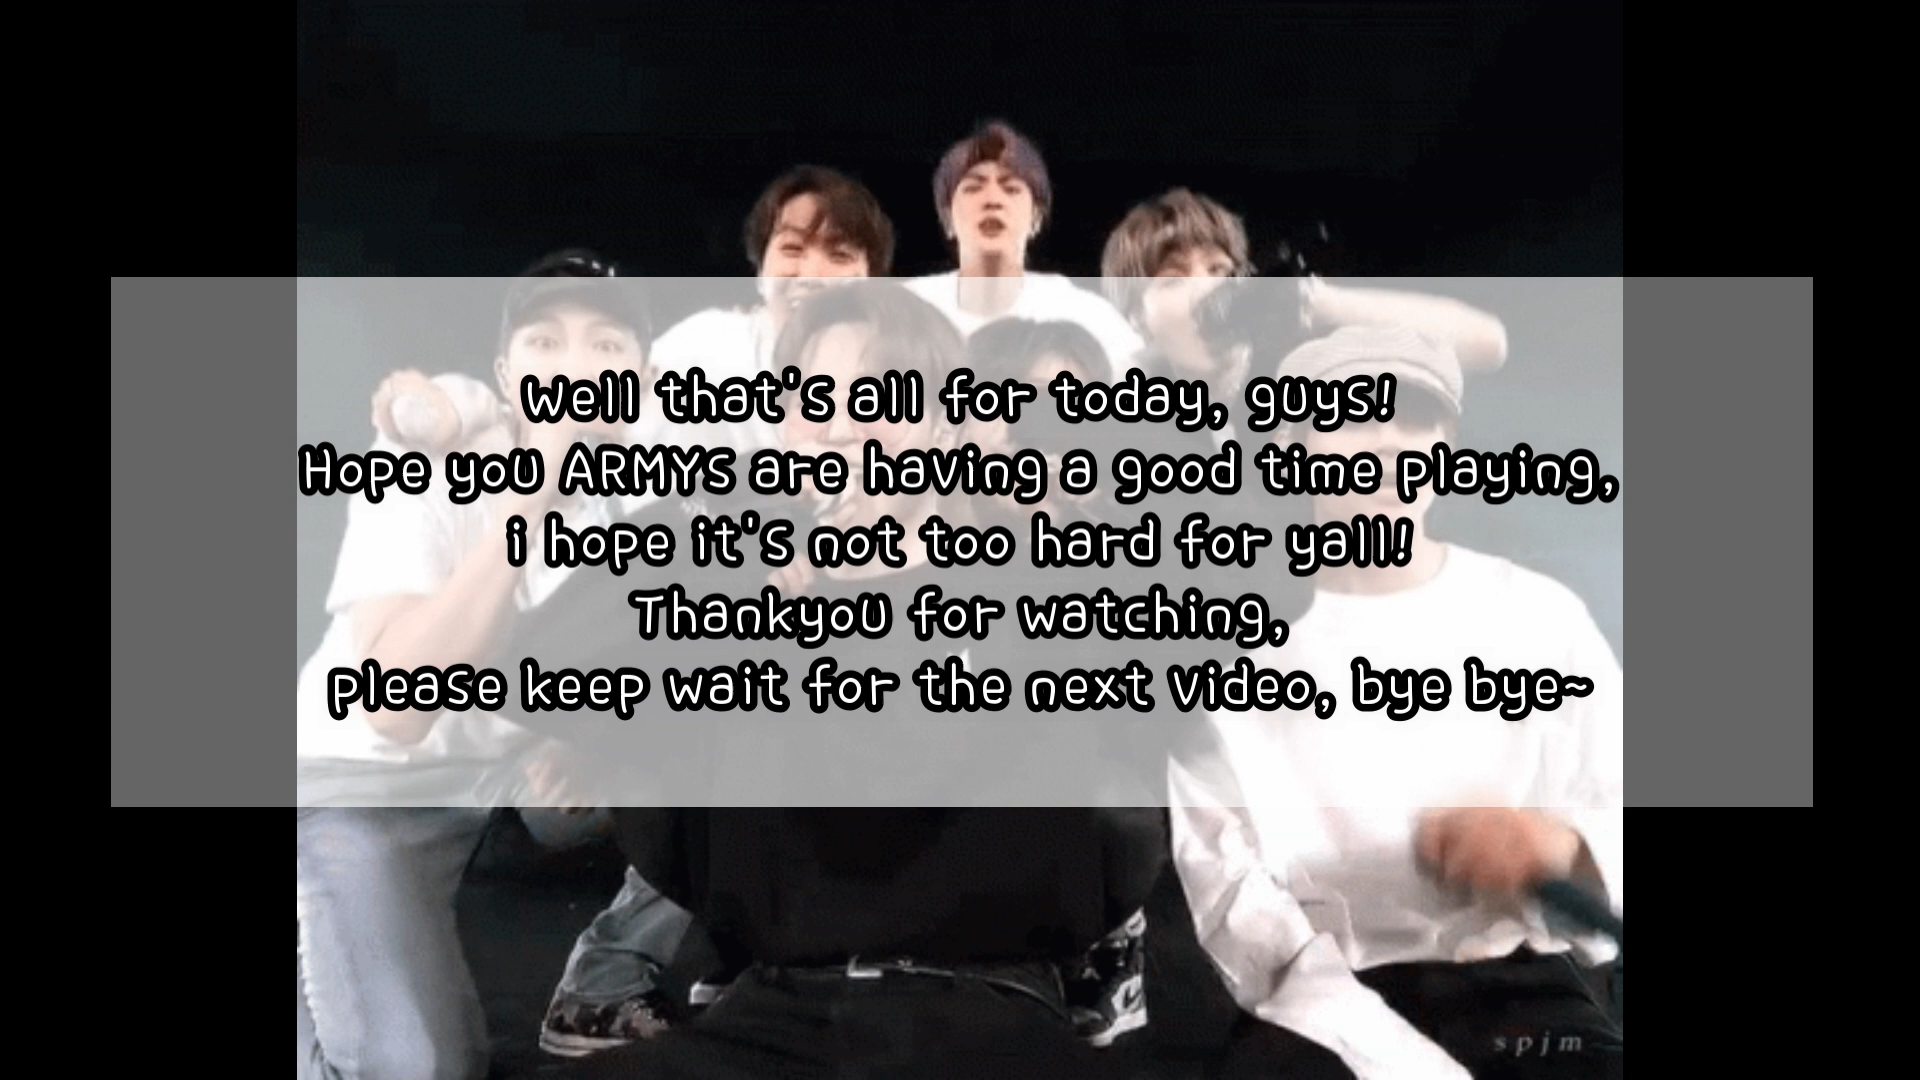 Well that's all for today, guys!
Hope you ARMYs are having a good time playing,
i hope it's not too hard for yall!
Thankyou for watching,
please keep wait for the next video, bye bye~
spjm